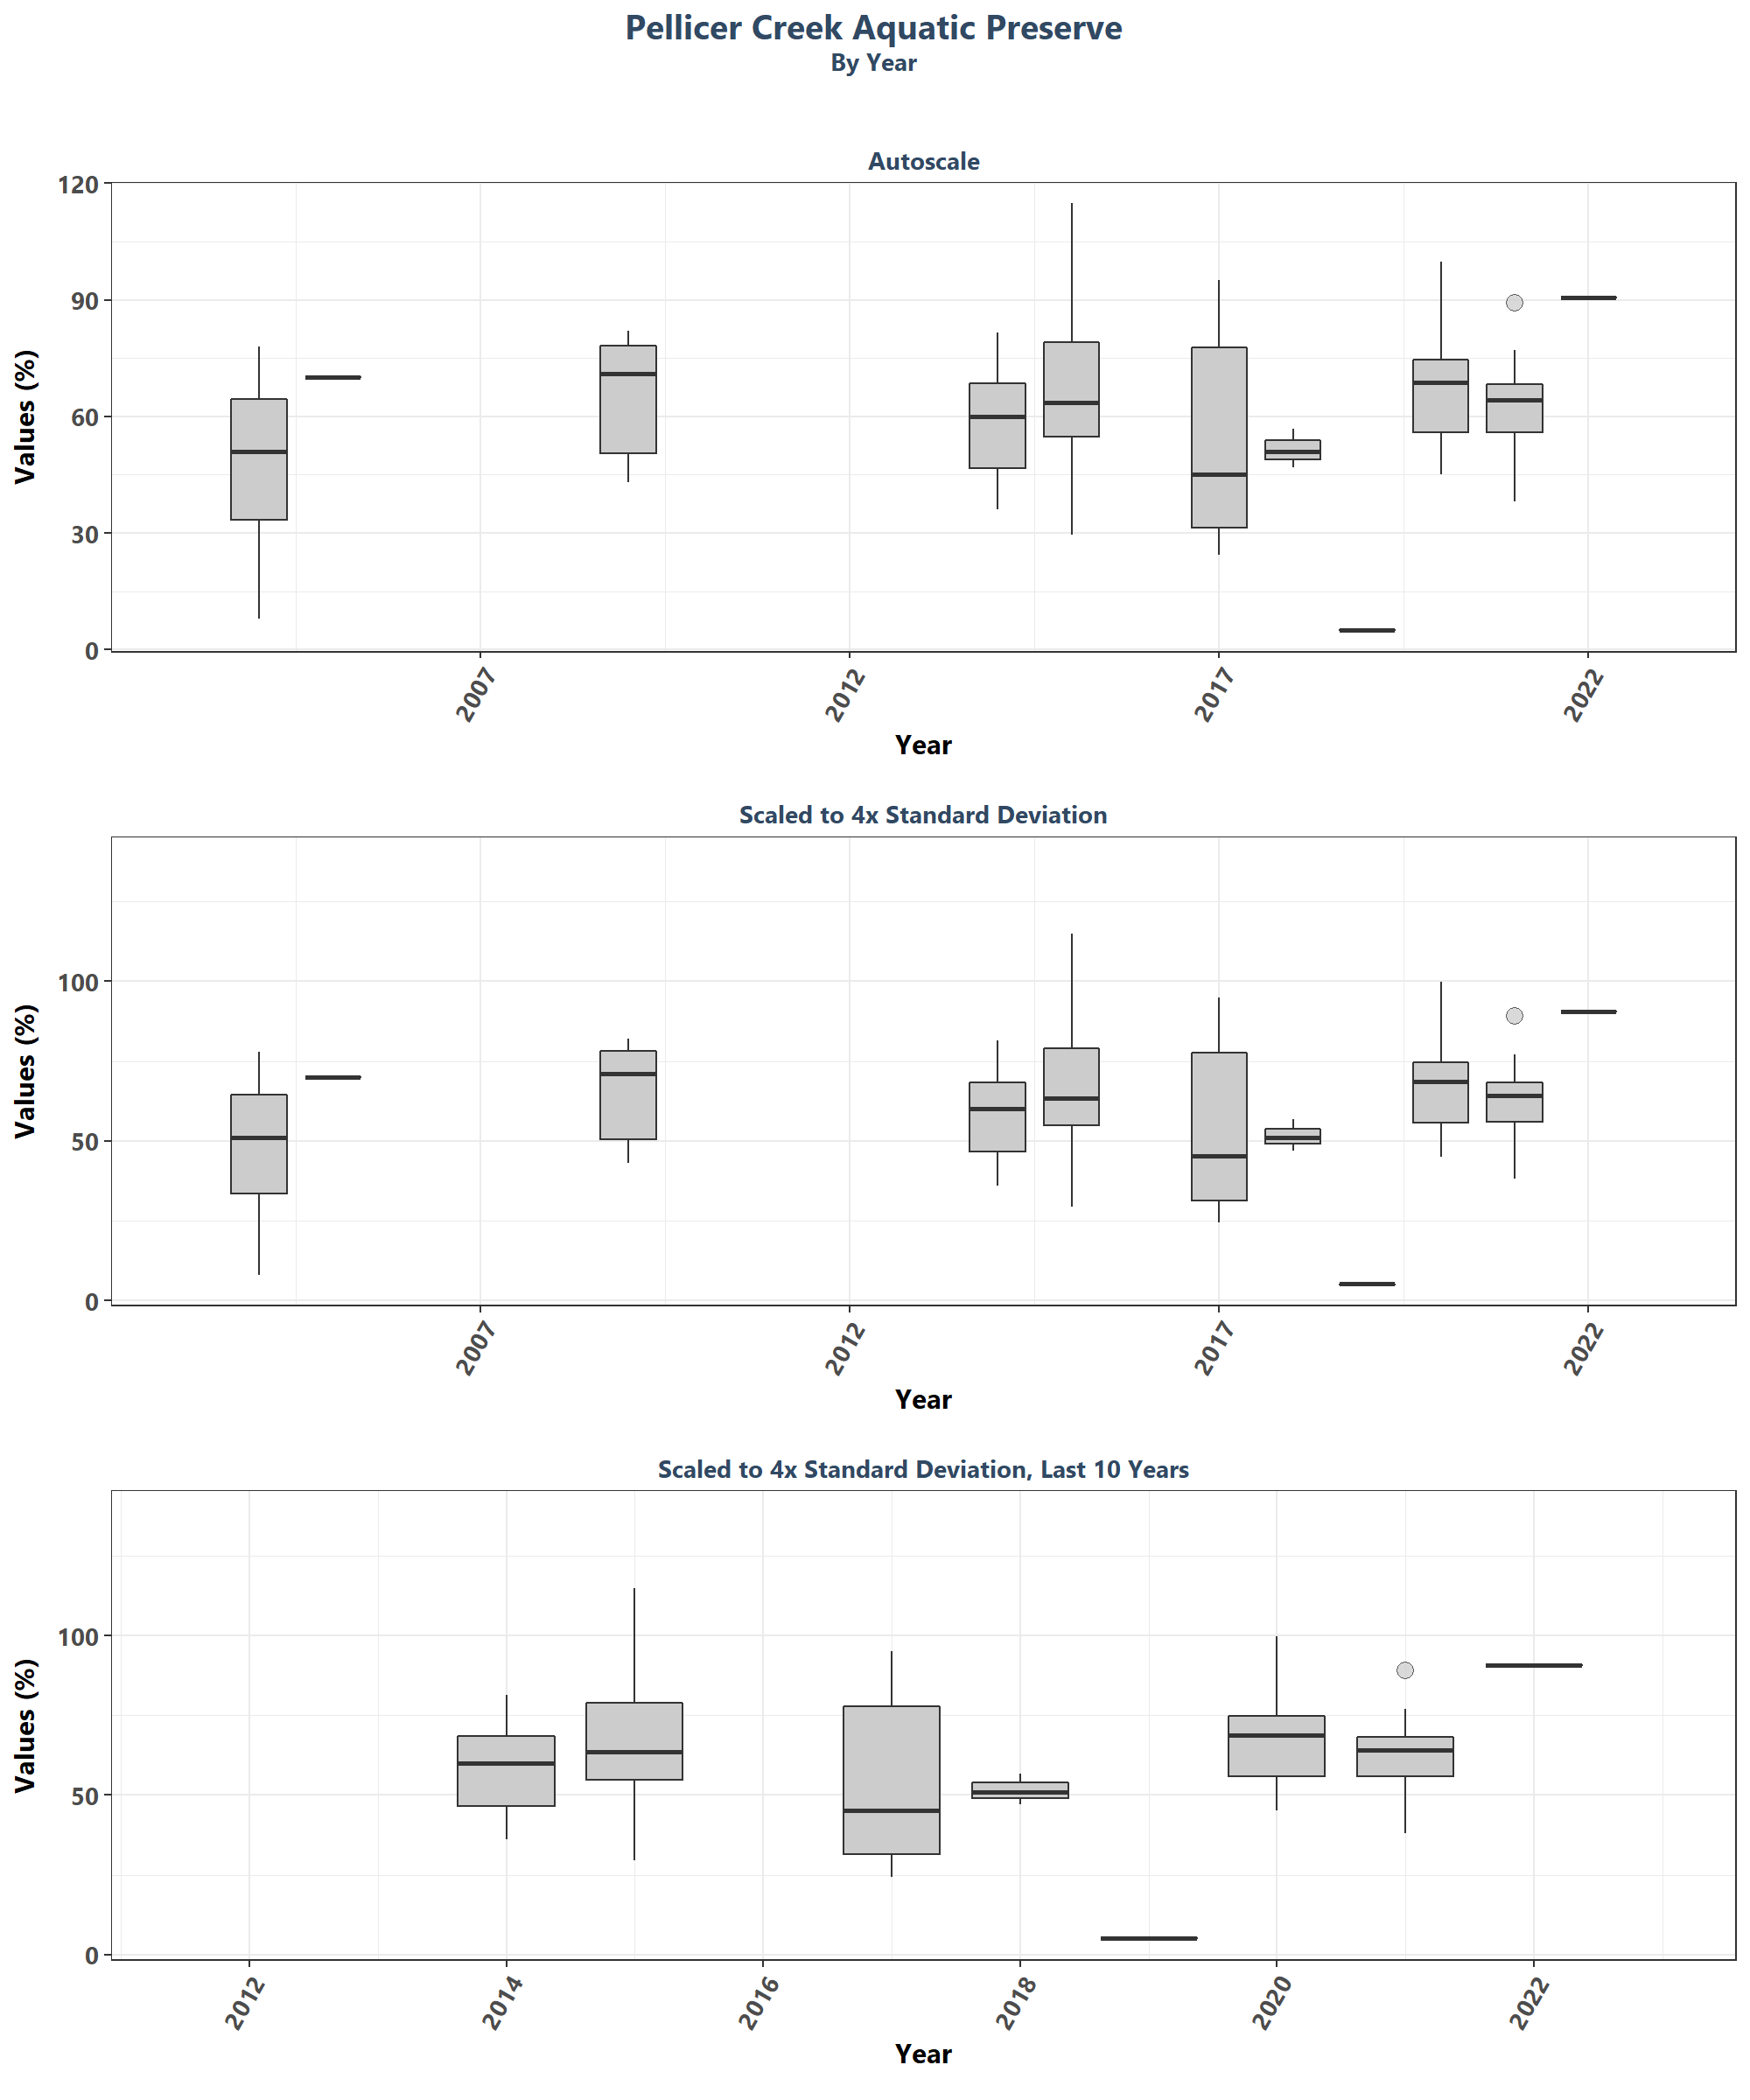 Pellicer Creek Aquatic Preserve
By Year
Autoscale
120
90
60
30
0
Values (%)
2007
2012
2017
2022
Year
Scaled to 4x Standard Deviation
100
50
0
Values (%)
2007
2012
2017
2022
Year
Scaled to 4x Standard Deviation, Last 10 Years
100
50
0
Values (%)
2012
2014
2016
2018
2020
2022
Year